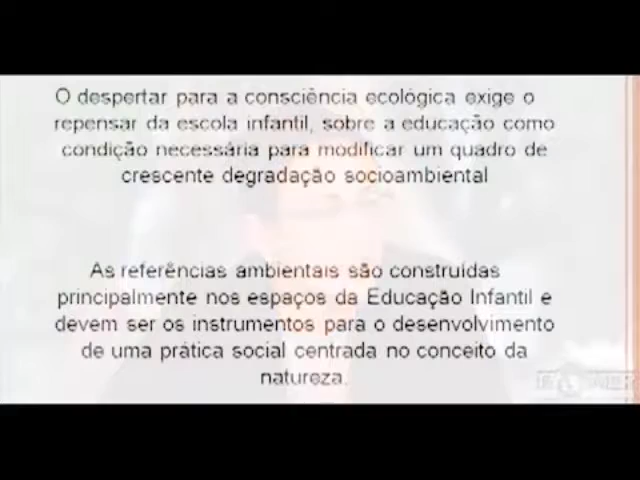 O despertar para a consciência ecológica exige o
repensar da escola infantil, sobre a educação como
condição necessária para modificar um quadro de
crescente degradação socioambiental
As referências ambientais são construídas
principalmente nos espaços da Educação Infantil e
devem ser os instrumentos para o desenvolvimento
de uma prática social centrada no conceito da
natureza.